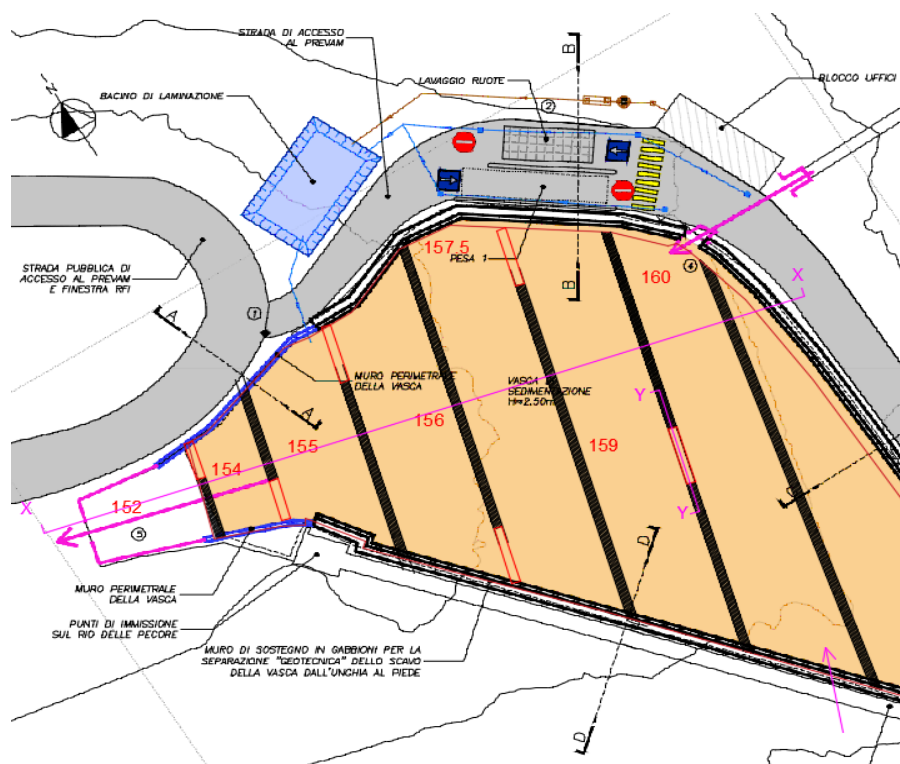 STRADA DI ACCESSO
AL PREVAM
B
LAVAGGIO RUOTE
BLOCCO UFFICI
N
BACINO DI LAMINAZIONE
2
157.5
PESA 1
160
4
X
STRADA PUBBLICA DI
ACCESSO AL PREVAM
E FINESTRA RFI
B
1
A
MURO PERIMETRALE
DELLA VASCA
VASCA
SEDIMENTAZIONE
H=2.50m
Y
A
156
155
159
154
152
X
C
Y
3
D
MURO PERIMETRALE
DELLA VASCA
PUNTI DI IMMISSIONE
SUL RIO DELLE PECORE
MURO DI SOSTEGNO IN GABBIONI PER LA
SEPARAZIONE "GEOTECNICA" DELLO SCAVO
DELLA VASCA DALL'UNGHIA AL PIEDE
D